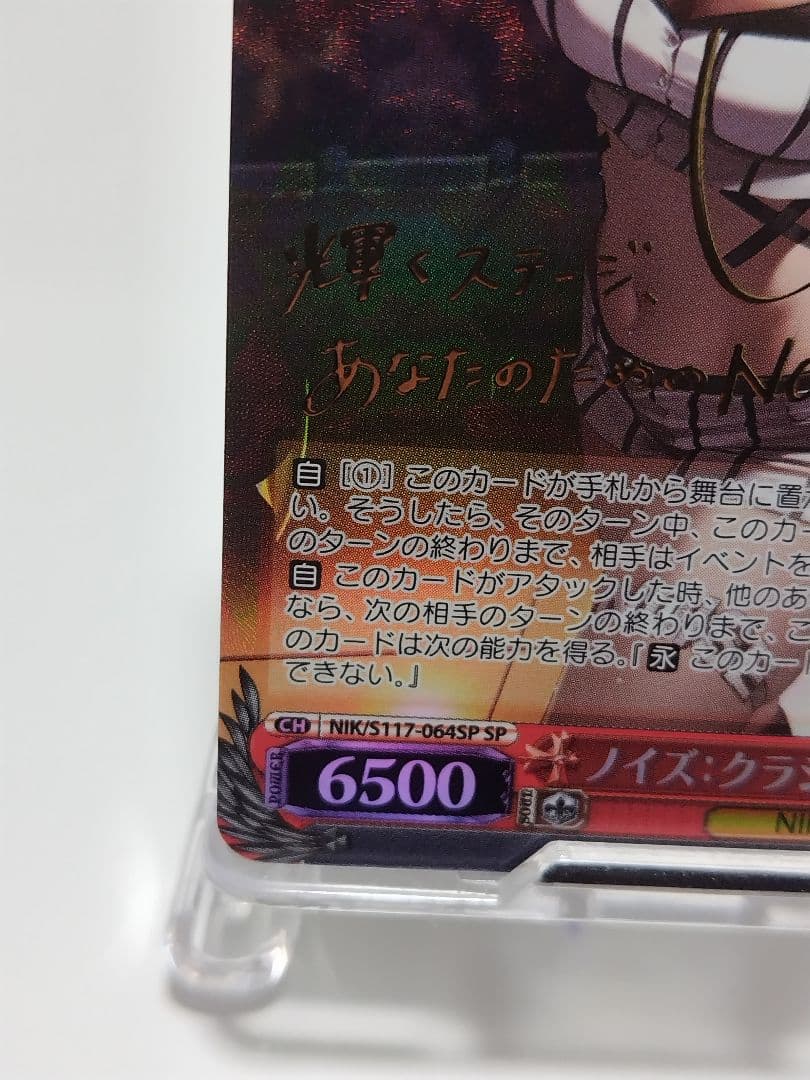 輝くステージ、
あなたのための No
自 [①] このカードが手札から舞台に置
い。そうしたら、そのターン中、このカー
のターンの終わりまで、相手はイベントを
自 このカードがアタックした時、他のあ
なら、次の相手のターンの終わりまで、こ
のカードは次の能力を得る。『永 このカー
できない。』
CH NIK/S117-064SP SP
POWER 6500 SOUL
ノイズ:クラ
NI